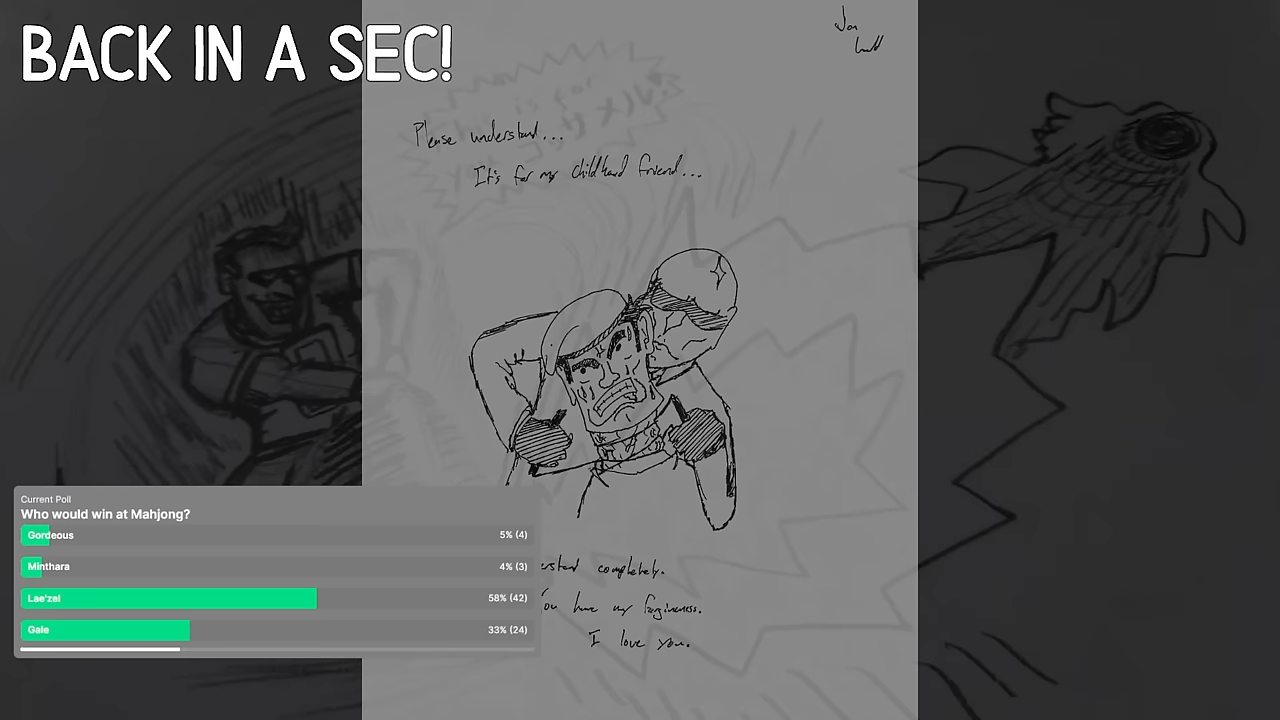 BACK IN A SEC!
Please understand...
It's for my childhood friend...
Current Poll
Who would win at Mahjong?
Gordeous 5% (4)
Minthara 4% (3)
Lae'zel 58% (42)
Gale 33% (24)
erstand completely.
You have my forgiveness.
I love you.